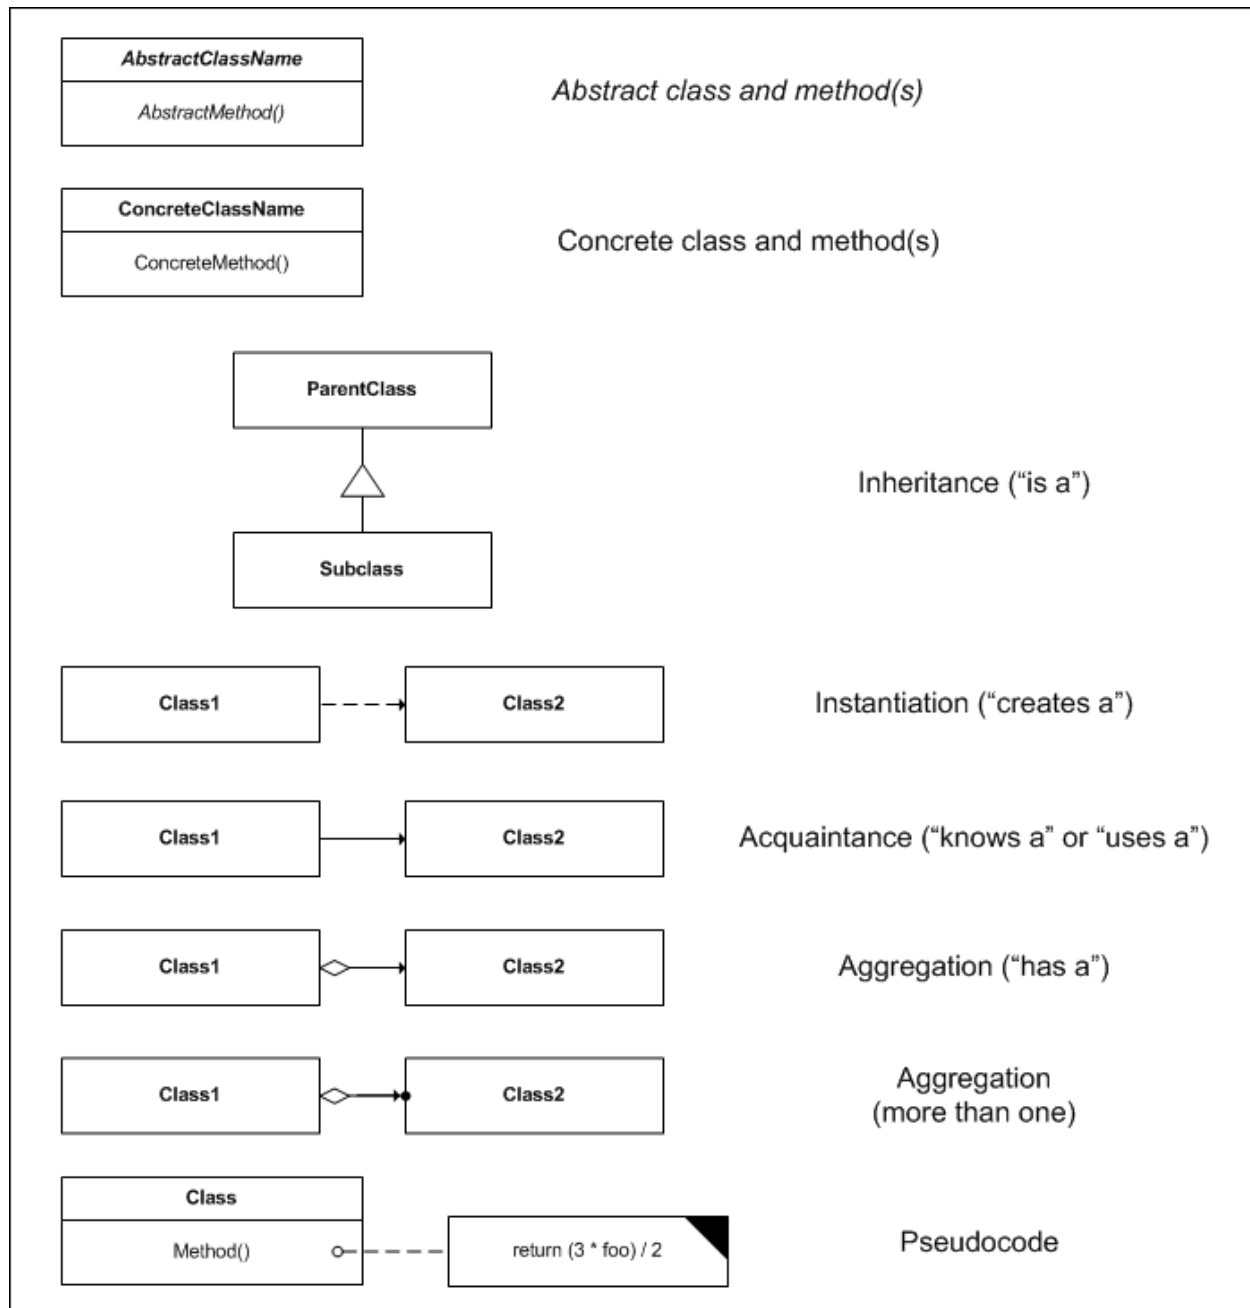 AbstractClassName
AbstractMethod()
Abstract class and method(s)
ConcreteClassName
ConcreteMethod()
Concrete class and method(s)
ParentClass
Subclass
Inheritance (“is a”)
Class1
Class2
Instantiation (“creates a”)
Class1
Class2
Acquaintance (“knows a” or “uses a”)
Class1
Class2
Aggregation (“has a”)
Class1
Class2
Aggregation
(more than one)
Class
Method()
return (3 * foo) / 2
Pseudocode